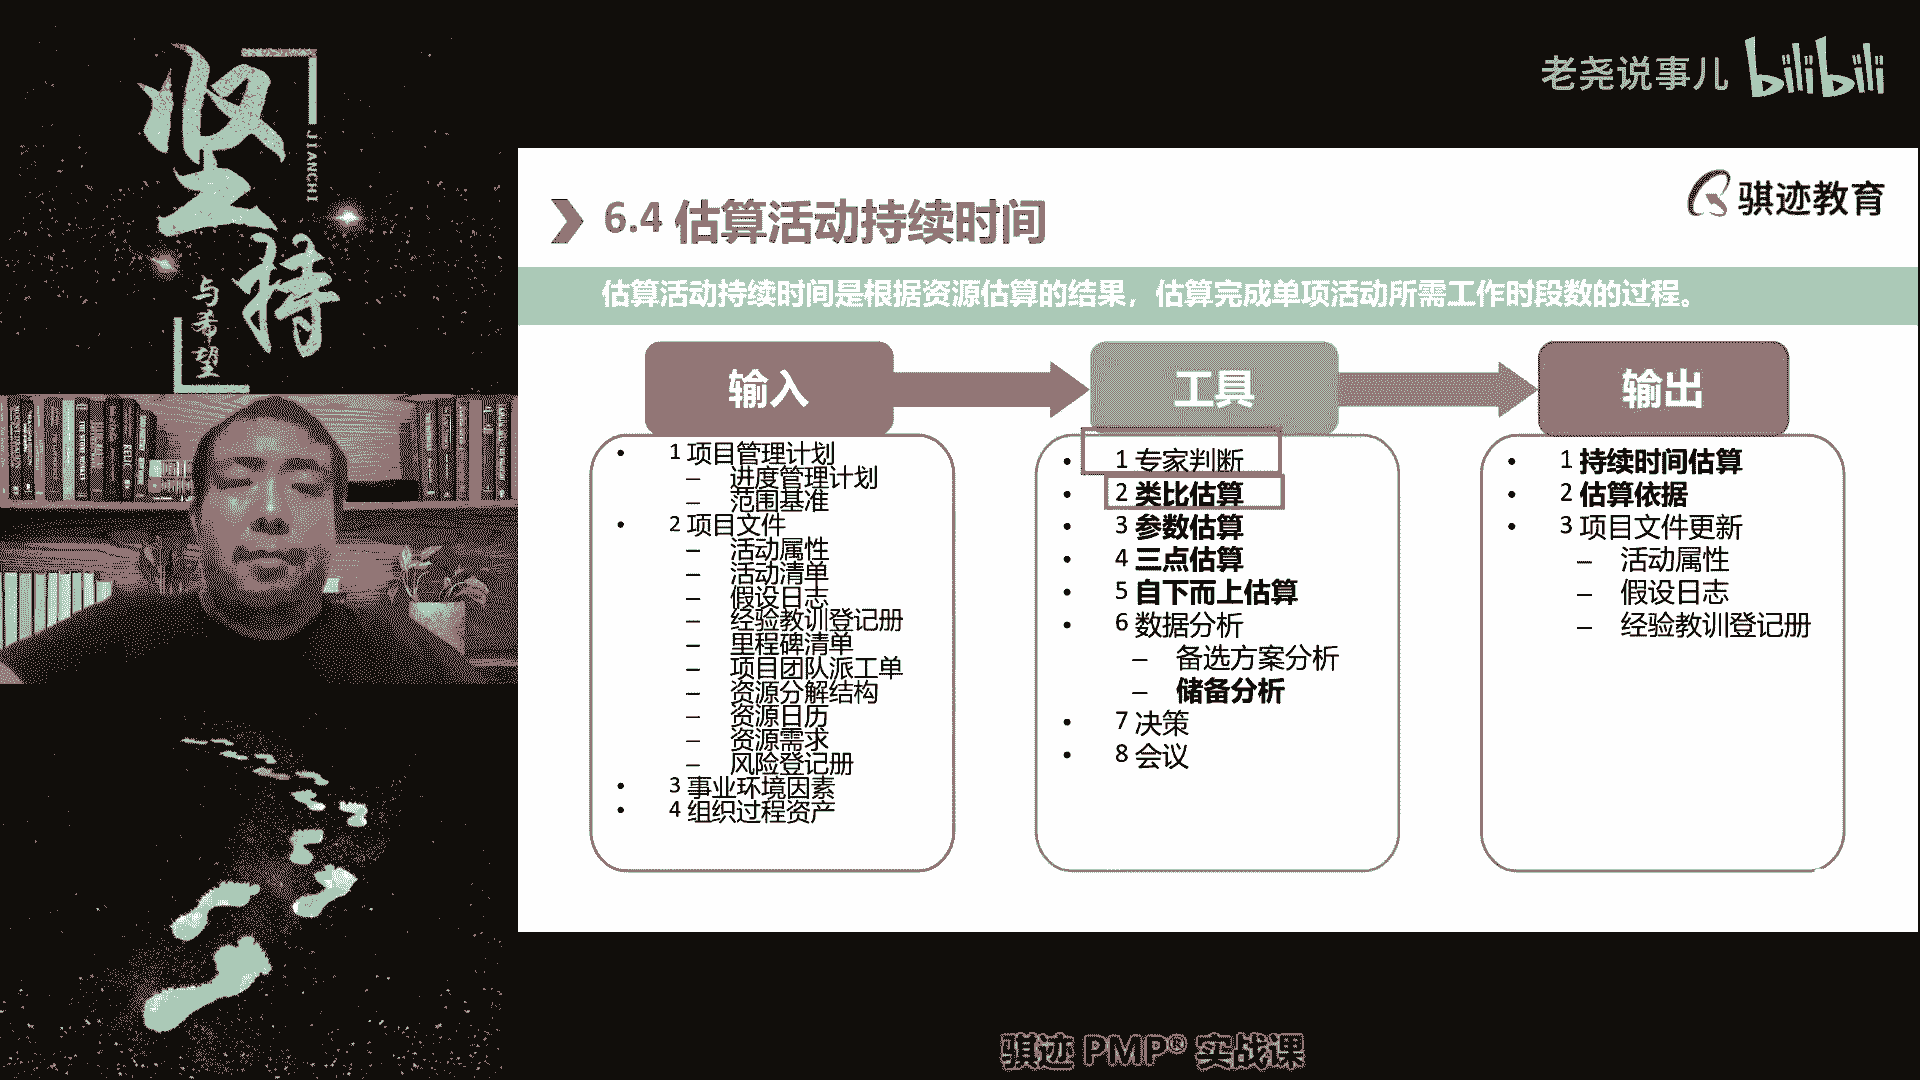 坚
持
JIANCHI
与希望
老尧说事儿 bilibili
骐迹教育
6.4 估算活动持续时间
估算活动持续时间是根据资源估算的结果，估算完成单项活动所需工作时段数的过程。
输入
• 1 项目管理计划
– 进度管理计划
– 范围基准
• 2 项目文件
– 活动属性
– 活动清单
– 假设日志
– 经验教训登记册
– 里程碑清单
– 项目团队派工单
– 资源分解结构
– 资源日历
– 资源需求
– 风险登记册
• 3 事业环境因素
• 4 组织过程资产
工具
• 1 专家判断
• 2 类比估算
• 3 参数估算
• 4 三点估算
• 5 自下而上估算
• 6 数据分析
– 备选方案分析
– 储备分析
• 7 决策
• 8 会议
输出
• 1 持续时间估算
• 2 估算依据
• 3 项目文件更新
– 活动属性
– 假设日志
– 经验教训登记册
骐迹 PMP® 实战课